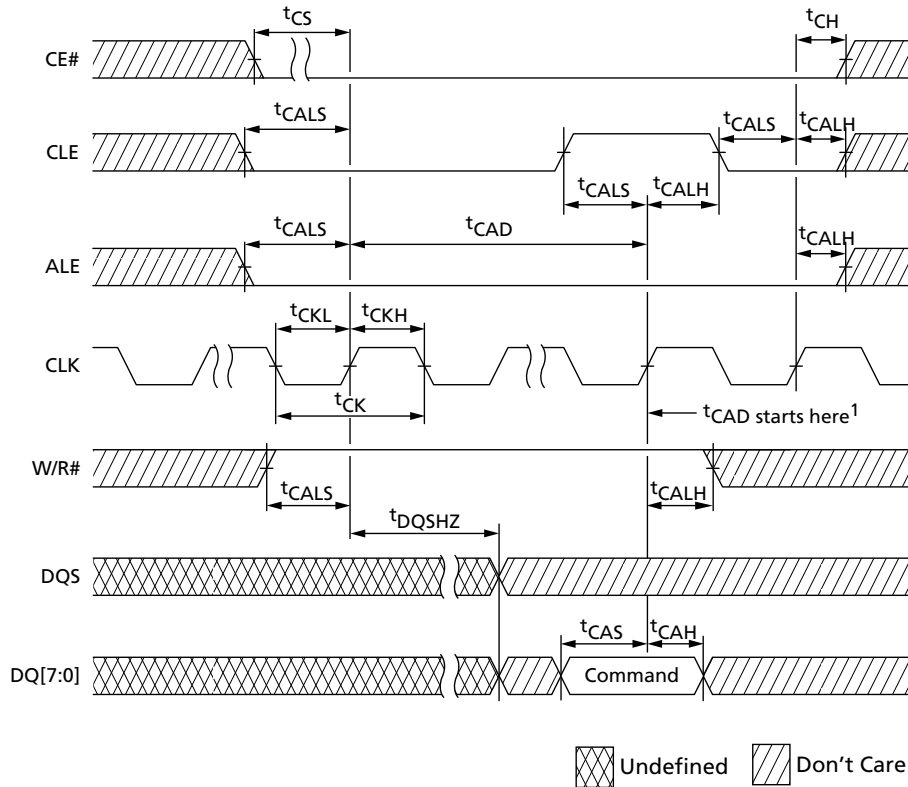 tCS
tCH
CE#
tCALS
tCALS
tCALH
CLE
tCALS
tCALH
tCALS
tCAD
tCALH
ALE
tCKL
tCKH
CLK
tCK
tCAD starts here1
W/R#
tCALS
tCALH
tDQSHZ
DQS
tCAS
tCAH
DQ[7:0]
Command
Undefined
Don't Care